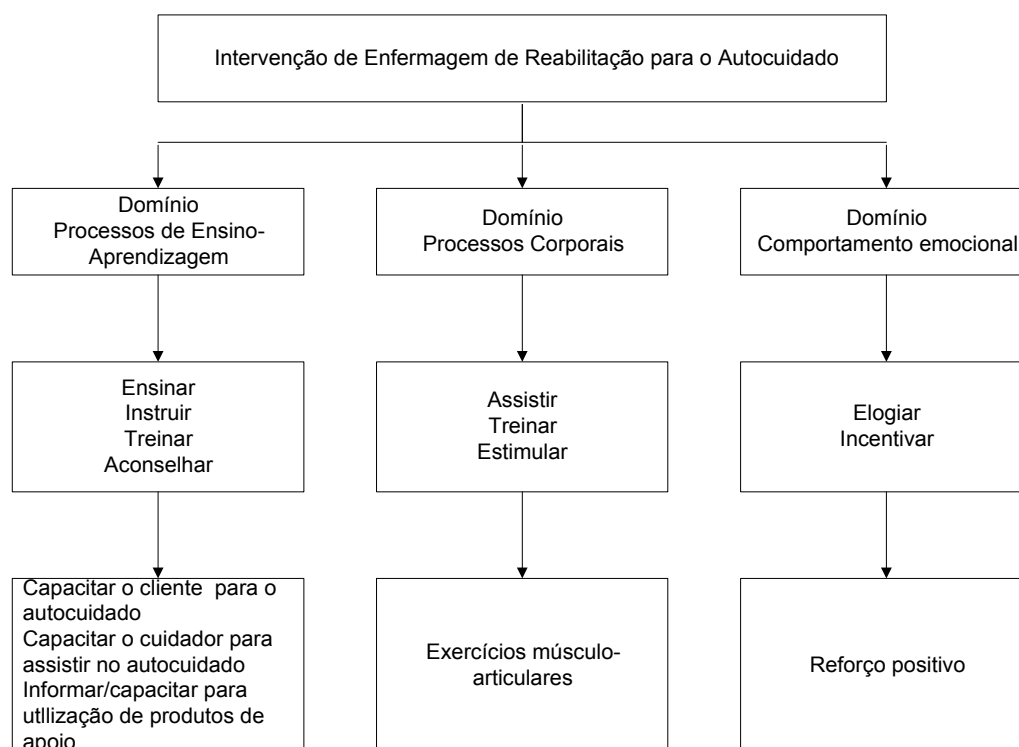 Intervenção de Enfermagem de Reabilitação para o Autocuidado
Domínio
Processos de Ensino-
Aprendizagem
Domínio
Processos Corporais
Domínio
Comportamento emocional
Ensinar
Instruir
Treinar
Aconselhar
Assistir
Treinar
Estimular
Elogiar
Incentivar
Capacitar o cliente para o
autocuidado
Capacitar o cuidador para
assistir no autocuidado
Informar/capacitar para
utllização de produtos de
apoio
Exercícios músculo-
articulares
Reforço positivo